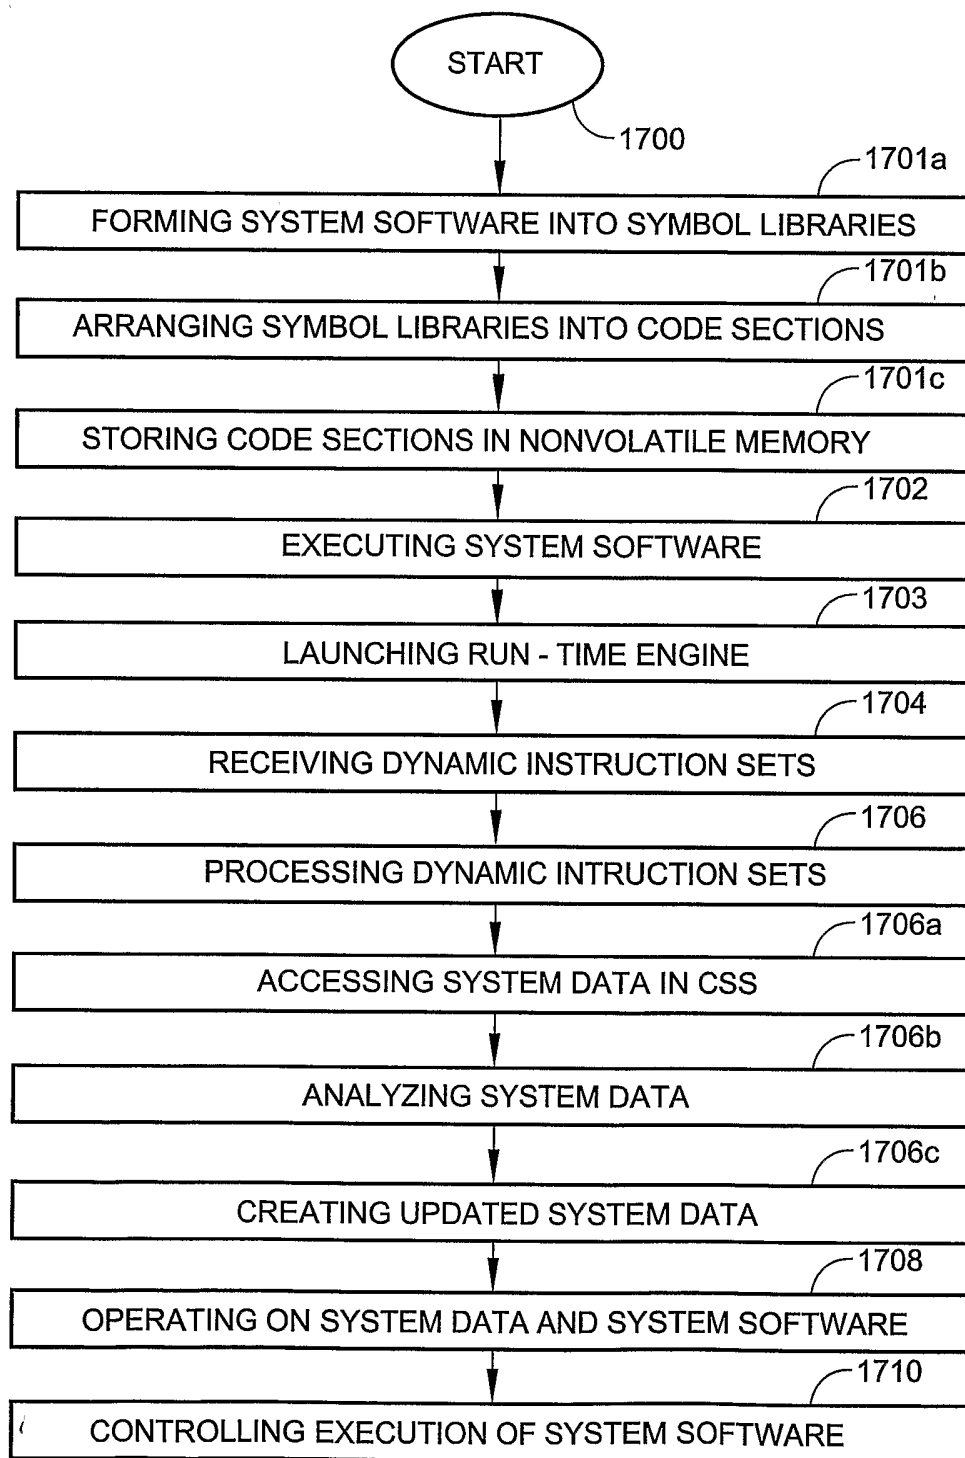 START
1700
1701a
FORMING SYSTEM SOFTWARE INTO SYMBOL LIBRARIES
1701b
ARRANGING SYMBOL LIBRARIES INTO CODE SECTIONS
1701c
STORING CODE SECTIONS IN NONVOLATILE MEMORY
1702
EXECUTING SYSTEM SOFTWARE
1703
LAUNCHING RUN - TIME ENGINE
1704
RECEIVING DYNAMIC INSTRUCTION SETS
1706
PROCESSING DYNAMIC INTRUCTION SETS
1706a
ACCESSING SYSTEM DATA IN CSS
1706b
ANALYZING SYSTEM DATA
1706c
CREATING UPDATED SYSTEM DATA
1708
OPERATING ON SYSTEM DATA AND SYSTEM SOFTWARE
1710
CONTROLLING EXECUTION OF SYSTEM SOFTWARE